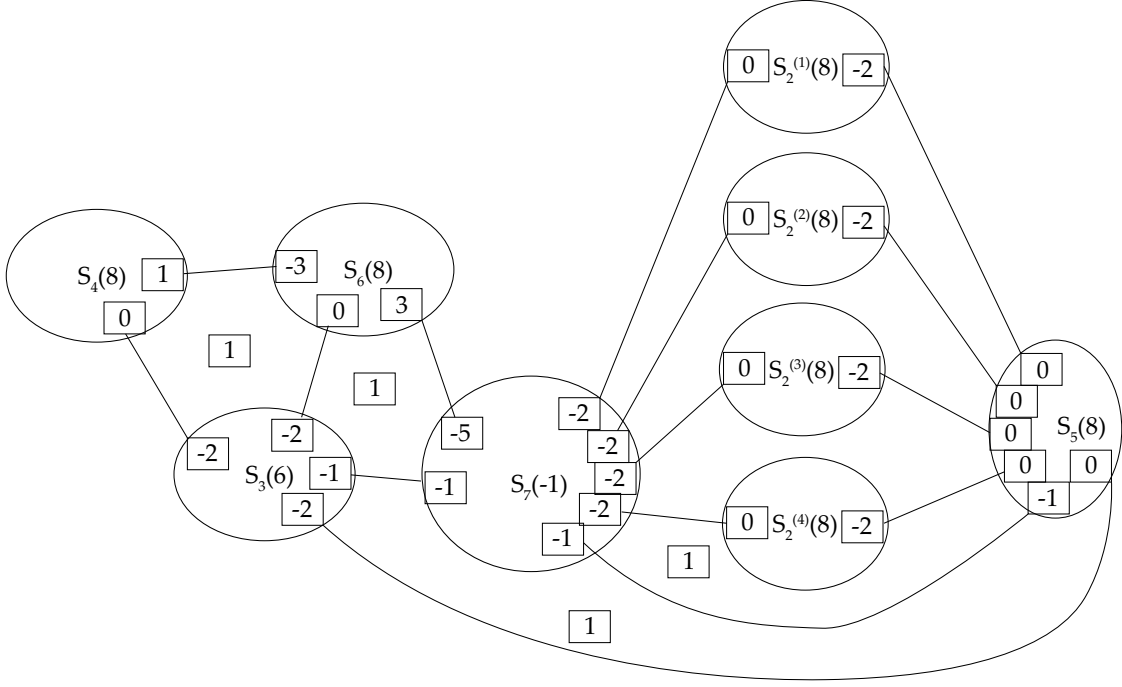 0 S₂⁽¹⁾(8) -2
0 S₂⁽²⁾(8) -2
S₄(8) 1
0
-3 S₆(8)
0 3
1
1
0 S₂⁽³⁾(8) -2
-2
-2 S₃(6) -1
-2
-5
-1 S₇(-1)
-2
-2
-2
-2
-1
0 S₂⁽⁴⁾(8) -2
0
0
0 S₅(8)
0 0
-1
1
1